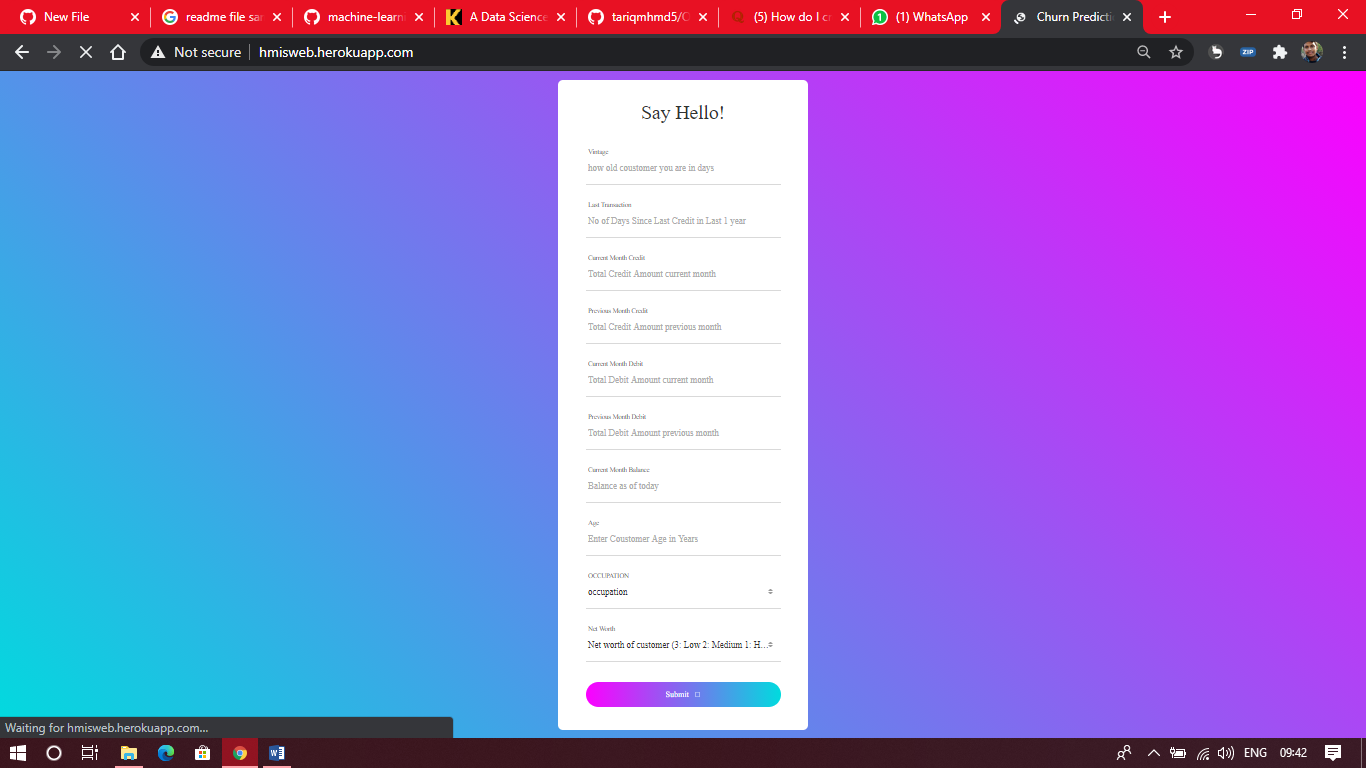 New File
readme file sar
machine-learni
A Data Science
tariqmhmd5/C
(5) How do I cr
(1) WhatsApp
Churn Predicti
Not secure
hmisweb.herokuapp.com
ZIP
Say Hello!
Vintage
how old coustomer you are in days
Last Transaction
No of Days Since Last Credit in Last 1 year
Current Month Credit
Total Credit Amount current month
Previous Month Credit
Total Credit Amount previous month
Current Month Debit
Total Debit Amount current month
Previous Month Debit
Total Debit Amount previous month
Current Month Balance
Balance as of today
Age
Enter Coustomer Age in Years
OCCUPATION
occupation
Net Worth
Net worth of customer (3: Low 2: Medium 1: H...
Submit
Waiting for hmisweb.herokuapp.com...
ENG
09:42